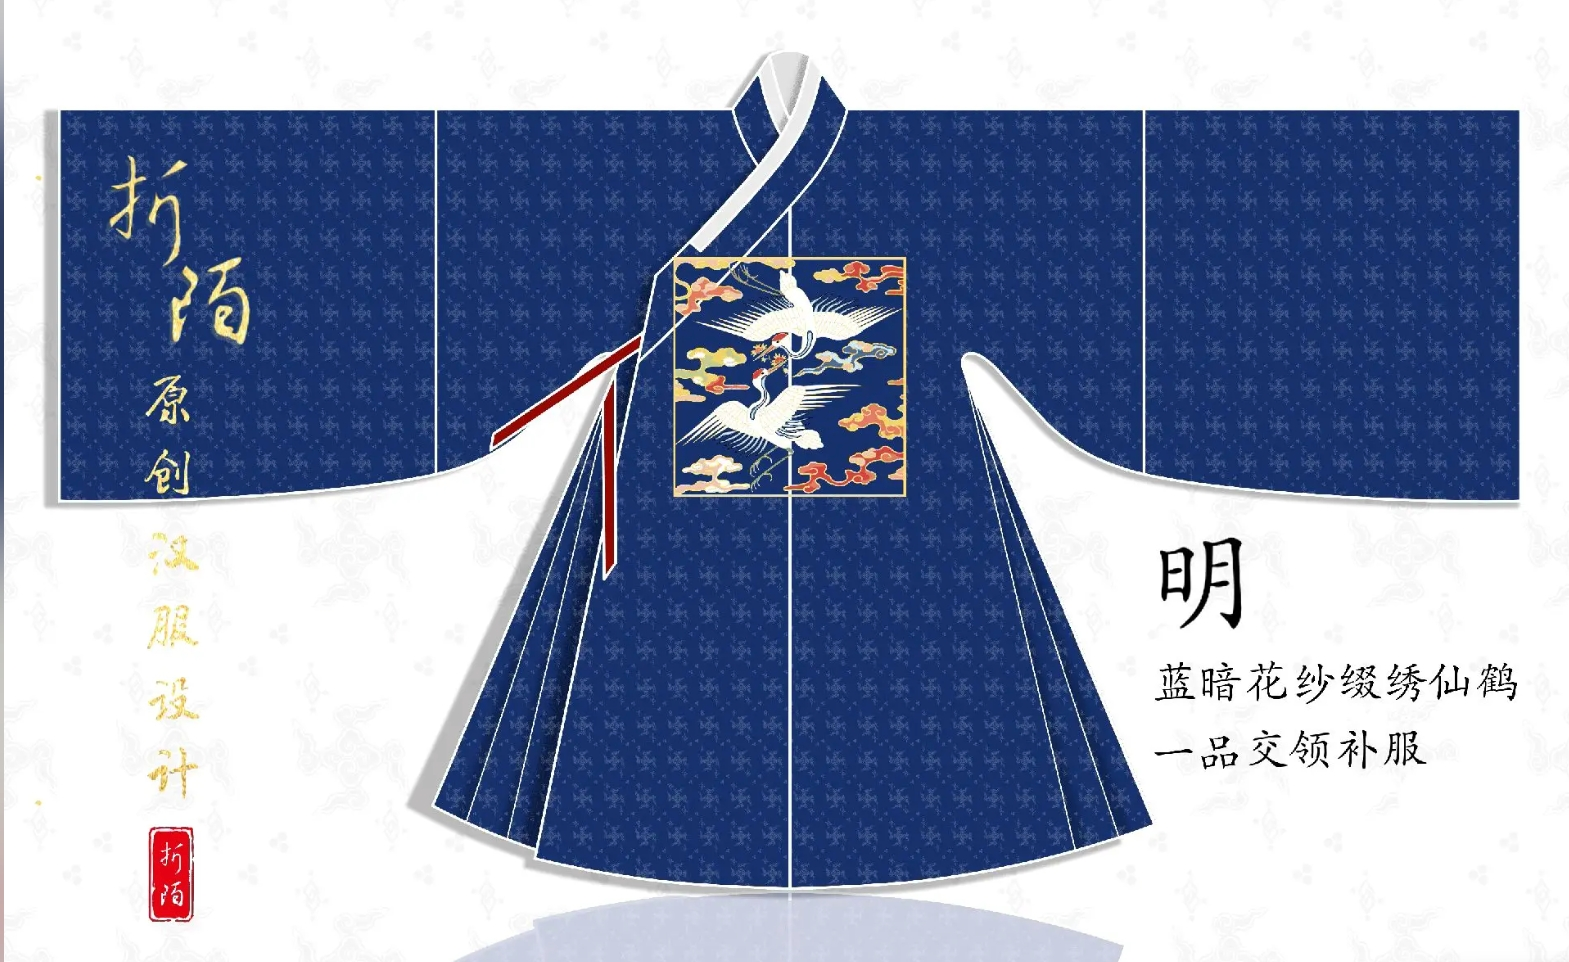 折陌
原创汉服设计
折陌
明
蓝暗花纱缀绣仙鹤
一品交领补服